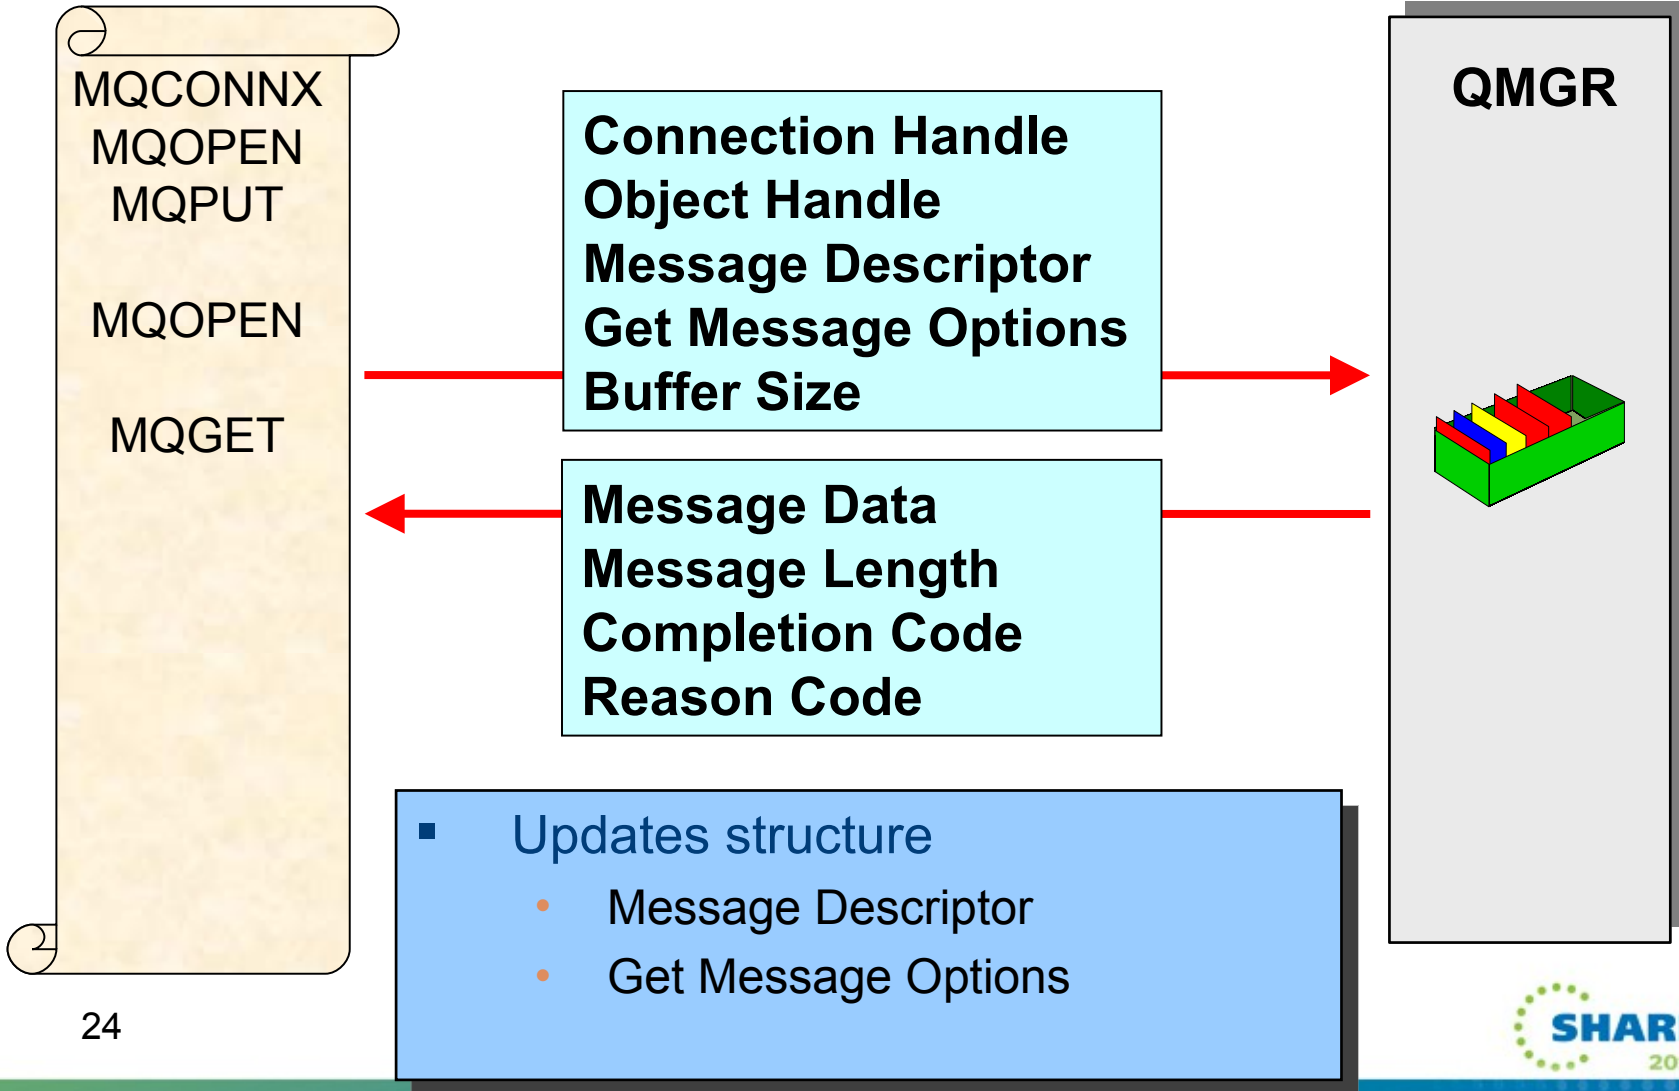 MQCONNX
MQOPEN
MQPUT
MQOPEN
MQGET
Connection Handle
Object Handle
Message Descriptor
Get Message Options
Buffer Size
Message Data
Message Length
Completion Code
Reason Code
QMGR
Updates structure
Message Descriptor
Get Message Options
24
SHAR
20